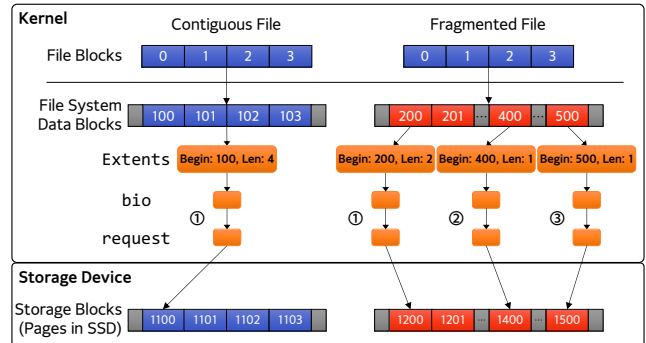 Kernel
Contiguous File Fragmented File
File Blocks 0 1 2 3 0 1 2 3
File System
Data Blocks
100 101 102 103 200 201 ... 400 ... 500
Extents Begin: 100, Len: 4 Begin: 200, Len: 2 Begin: 400, Len: 1 Begin: 500, Len: 1
bio
① ① ② ③
request
Storage Device
Storage Blocks
(Pages in SSD)
1100 1101 1102 1103 1200 1201 ... 1400 ... 1500